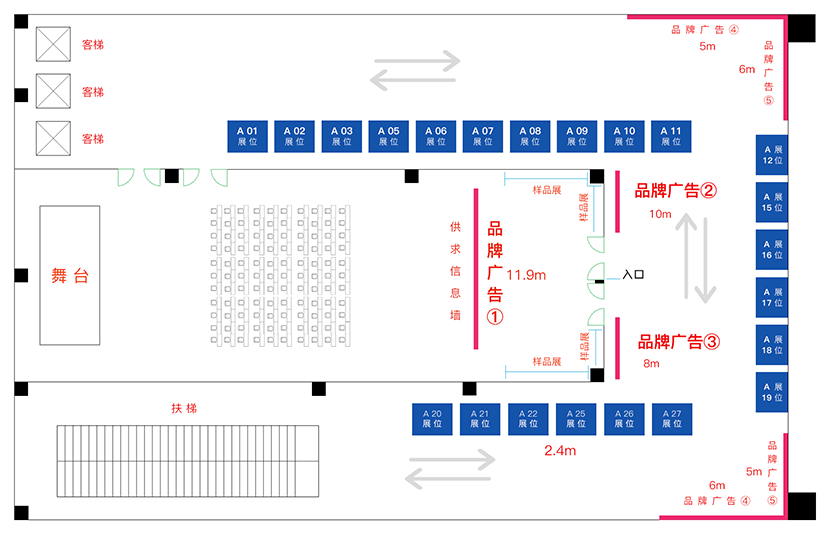 客梯
客梯
客梯
品牌广告④
5m
6m
品牌广告⑤
A 01
展 位
A 02
展 位
A 03
展 位
A 05
展 位
A 06
展 位
A 07
展 位
A 08
展 位
A 09
展 位
A 10
展 位
A 11
展 位
A 展
12 位
A 展
15 位
A 展
16 位
A 展
17 位
A 展
18 位
A 展
19 位
样品展
样品展
品牌广告②
10m
舞台
供求信息墙
品牌广告①
11.9m
入口
品牌广告③
8m
样品展
样品展
扶梯
A 20
展 位
A 21
展 位
A 22
展 位
A 25
展 位
A 26
展 位
A 27
展 位
2.4m
品牌广告⑤
5m
6m
品牌广告④